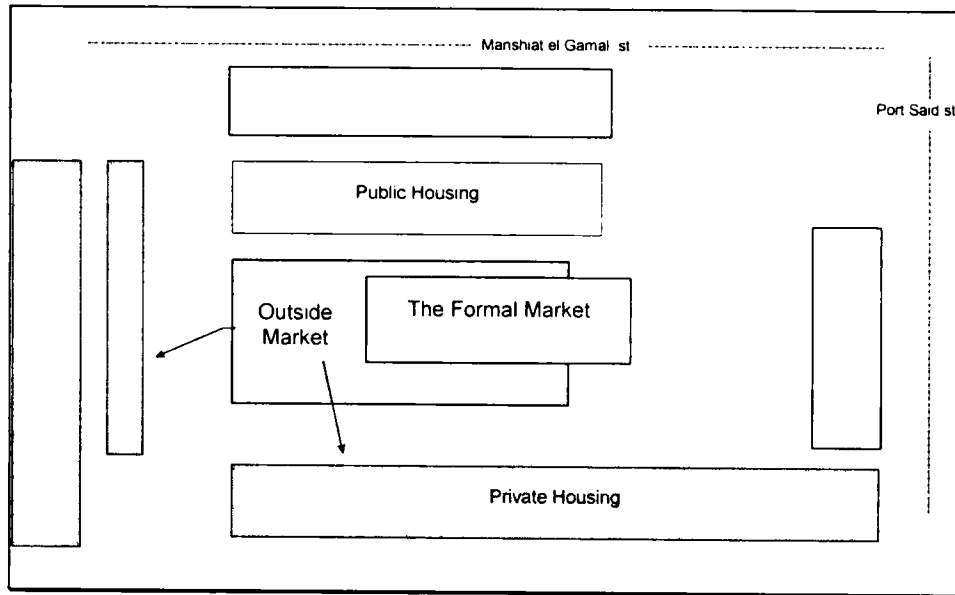 Manshiat el Gamal st
Port Said st
Public Housing
Outside
Market
The Formal Market
Private Housing